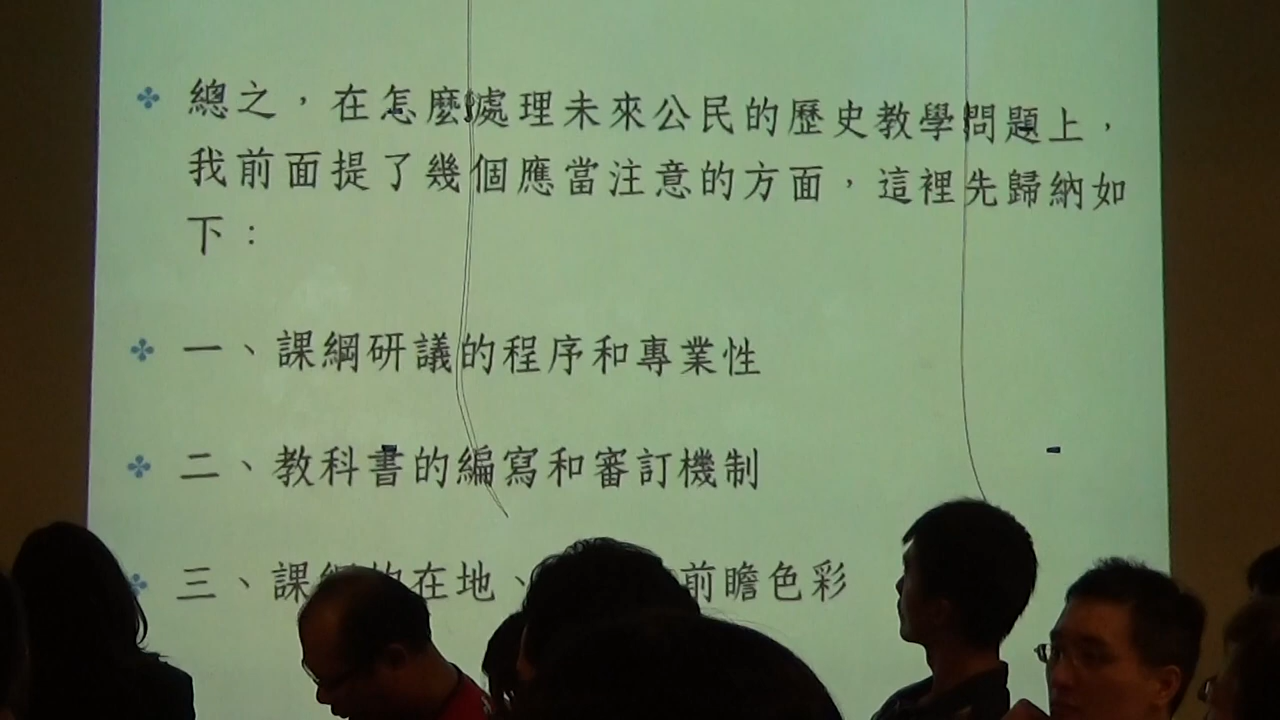 總之，在怎麼處理未來公民的歷史教學問題上，
我前面提了幾個應當注意的方面，這裡先歸納如
下：
一、課綱研議的程序和專業性
二、教科書的編寫和審訂機制
三、課綱的在地、前瞻色彩